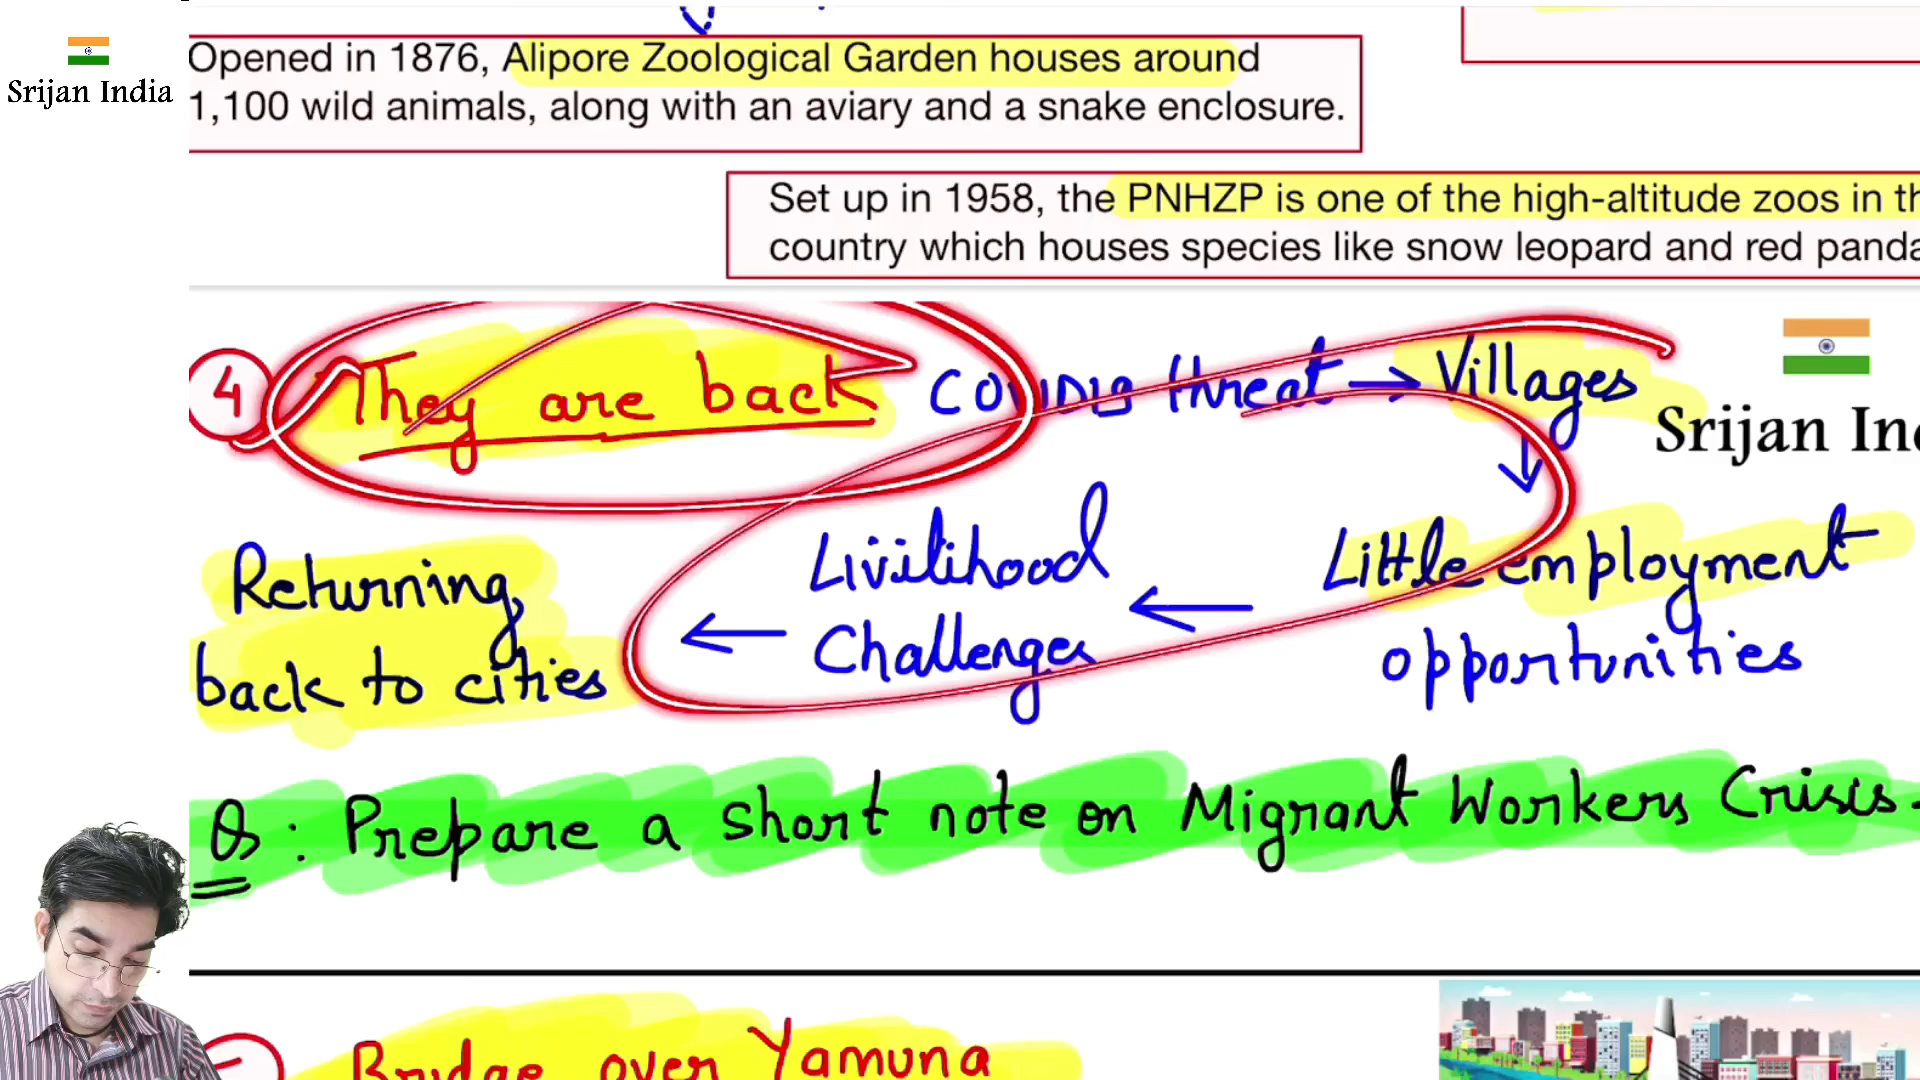 Srijan India
Opened in 1876, Alipore Zoological Garden houses around
1,100 wild animals, along with an aviary and a snake enclosure.
Set up in 1958, the PNHZP is one of the high-altitude zoos in th
country which houses species like snow leopard and red panda
4 They are back COVID19 threat → Villages
Srijan In
Returning back to cities ← Livilihood Challenges ← Little employment opportunities
Q: Prepare a short note on Migrant Workers Crisis.
Bridge over Yamuna